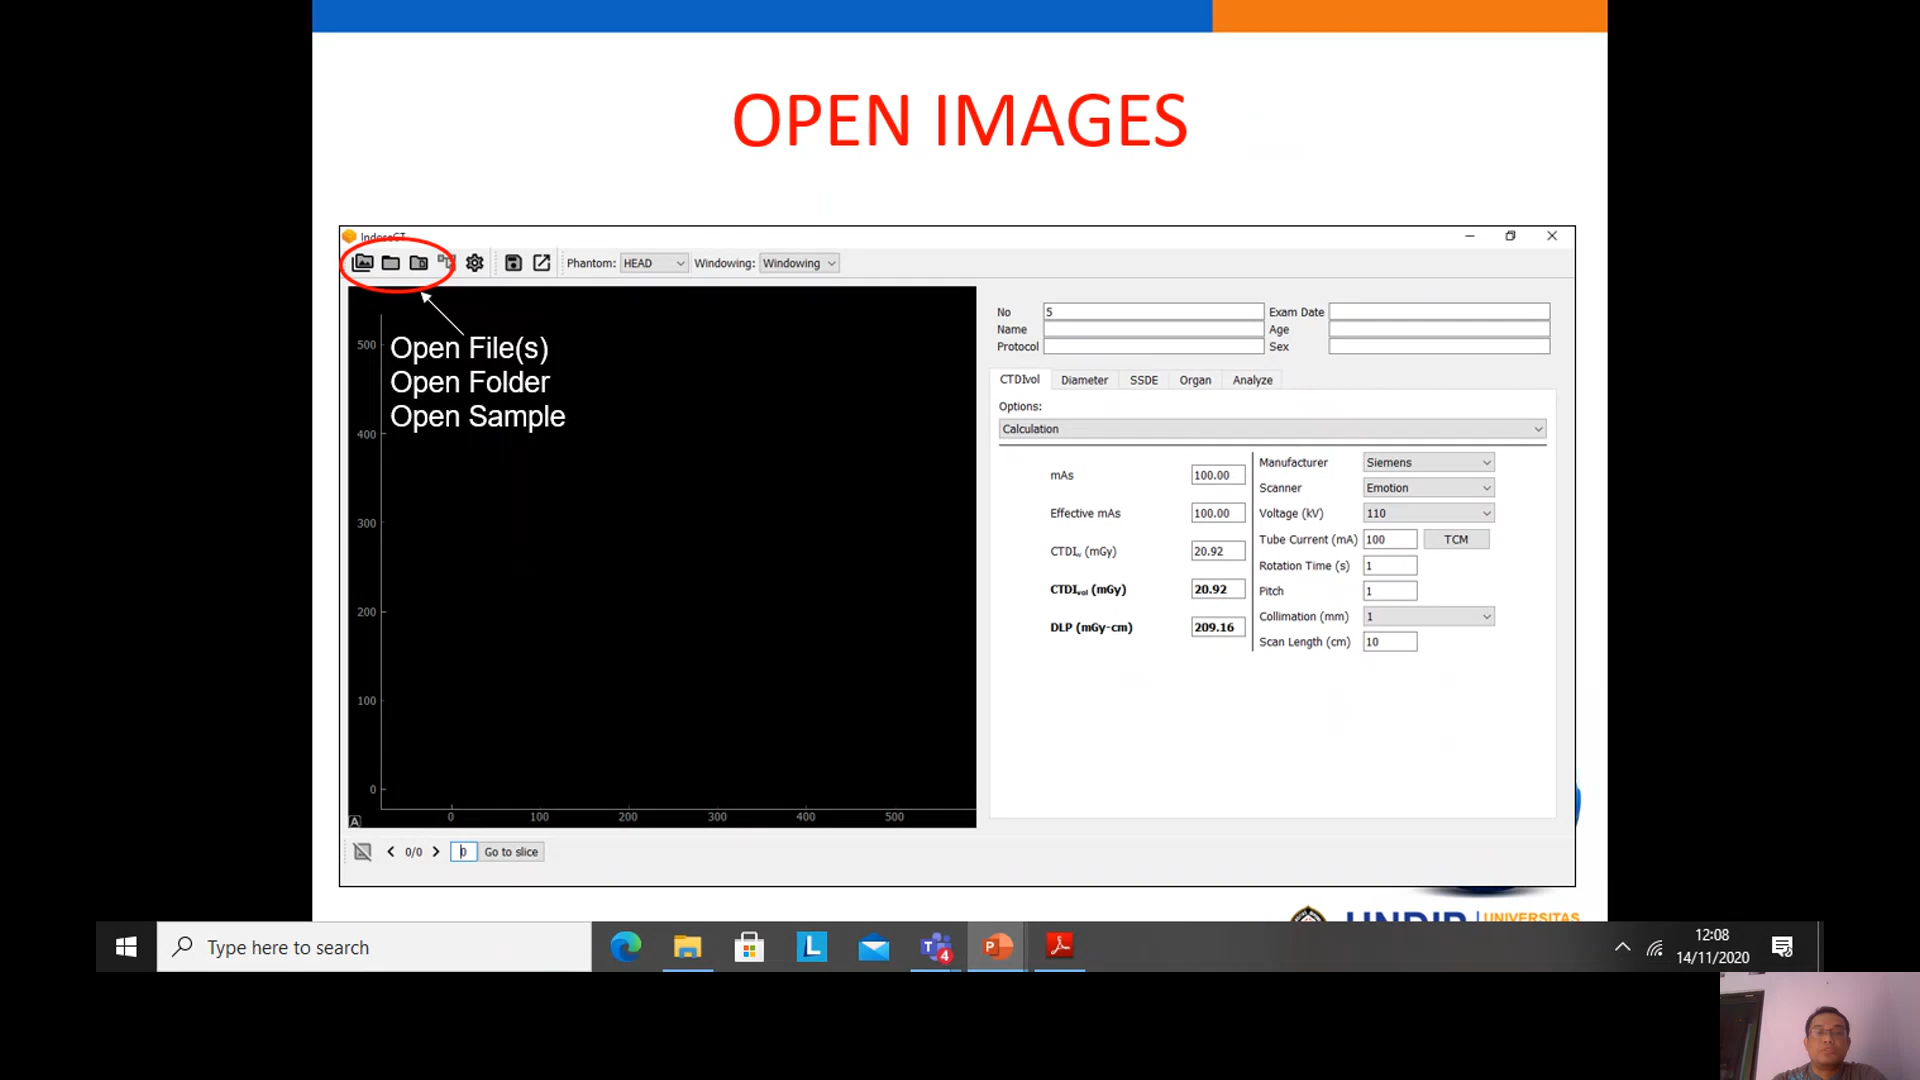 OPEN IMAGES
IndoseCT
Phantom: HEAD Windowing: Windowing
Open File(s)
Open Folder
Open Sample
500
400
300
200
100
0
0 100 200 300 400 500
A
0/0 0 Go to slice
No 5 Exam Date
Name Age
Protocol Sex
CTDIvol Diameter SSDE Organ Analyze
Options:
Calculation
mAs 100.00
Effective mAs 100.00
CTDIw (mGy) 20.92
CTDIvol (mGy) 20.92
DLP (mGy-cm) 209.16
Manufacturer Siemens
Scanner Emotion
Voltage (kV) 110
Tube Current (mA) 100 TCM
Rotation Time (s) 1
Pitch 1
Collimation (mm) 1
Scan Length (cm) 10
UNDIP UNIVERSITAS
Type here to search
L
T
4
P
12:08
14/11/2020